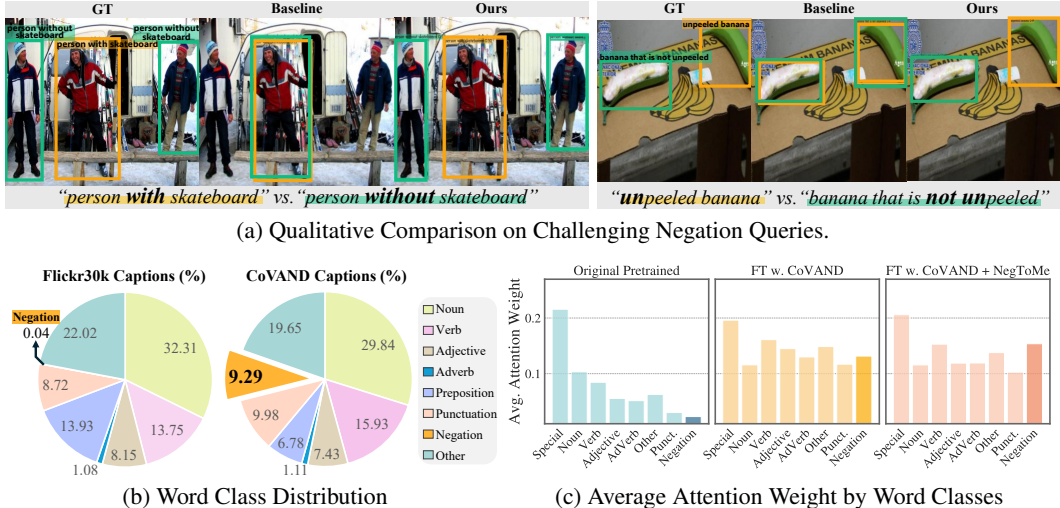 GT Baseline Ours
person without skateboard
person with skateboard
person without skateboard
"person with skateboard" vs. "person without skateboard"
GT Baseline Ours
unpeeled banana
banana that is not unpeeled
BANANAS
"unpeeled banana" vs. "banana that is not unpeeled"
(a) Qualitative Comparison on Challenging Negation Queries.
Flickr30k Captions (%)
Negation
0.04
22.02
32.31
8.72
13.93
13.75
1.08
8.15
CoVAND Captions (%)
19.65
29.84
9.29
9.98
6.78
15.93
1.11
7.43
Noun
Verb
Adjective
Adverb
Preposition
Punctuation
Negation
Other
(b) Word Class Distribution
Original Pretrained FT w. CoVAND FT w. CoVAND + NegToMe
Avg. Attention Weight
0.2
0.1
Special Noun Verb Adjective AdVerb Other Punct. Negation
Special Noun Verb Adjective AdVerb Other Punct. Negation
Special Noun Verb Adjective AdVerb Other Punct. Negation
(c) Average Attention Weight by Word Classes